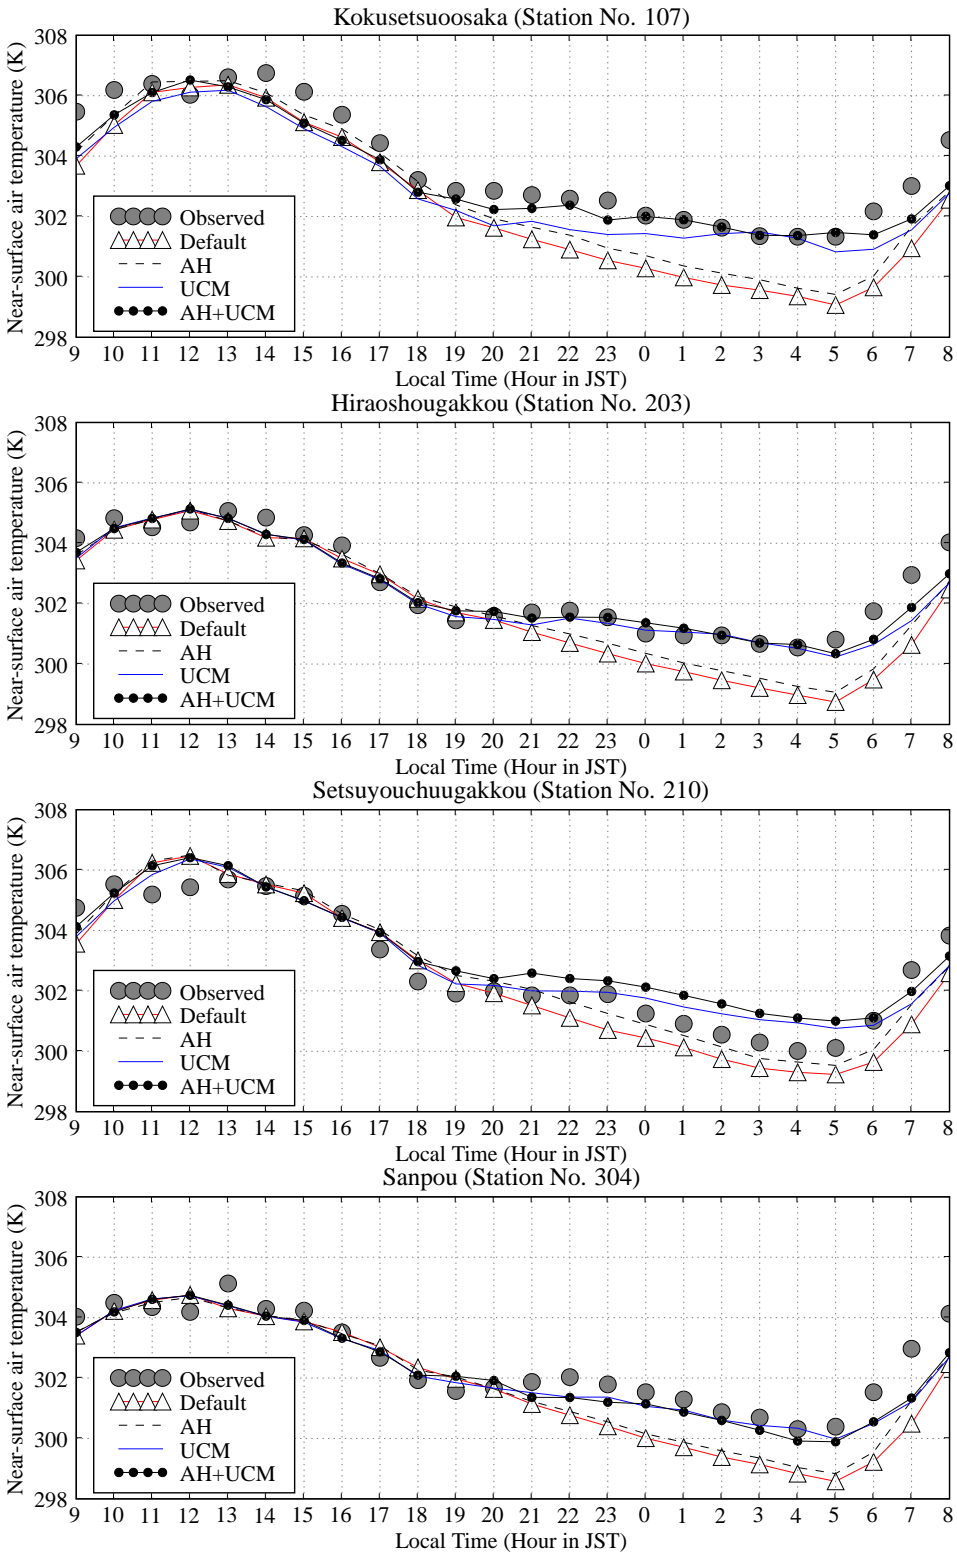 Kokusetsuoosaka (Station No. 107)
Near-surface air temperature (K)
308
306
304
302
300
298
Observed
Default
AH
UCM
AH+UCM
9 10 11 12 13 14 15 16 17 18 19 20 21 22 23 0 1 2 3 4 5 6 7 8
Local Time (Hour in JST)
Hiraoshougakkou (Station No. 203)
Near-surface air temperature (K)
308
306
304
302
300
298
Observed
Default
AH
UCM
AH+UCM
9 10 11 12 13 14 15 16 17 18 19 20 21 22 23 0 1 2 3 4 5 6 7 8
Local Time (Hour in JST)
Setsuyouchuugakkou (Station No. 210)
Near-surface air temperature (K)
308
306
304
302
300
298
Observed
Default
AH
UCM
AH+UCM
9 10 11 12 13 14 15 16 17 18 19 20 21 22 23 0 1 2 3 4 5 6 7 8
Local Time (Hour in JST)
Sanpou (Station No. 304)
Near-surface air temperature (K)
308
306
304
302
300
298
Observed
Default
AH
UCM
AH+UCM
9 10 11 12 13 14 15 16 17 18 19 20 21 22 23 0 1 2 3 4 5 6 7 8
Local Time (Hour in JST)